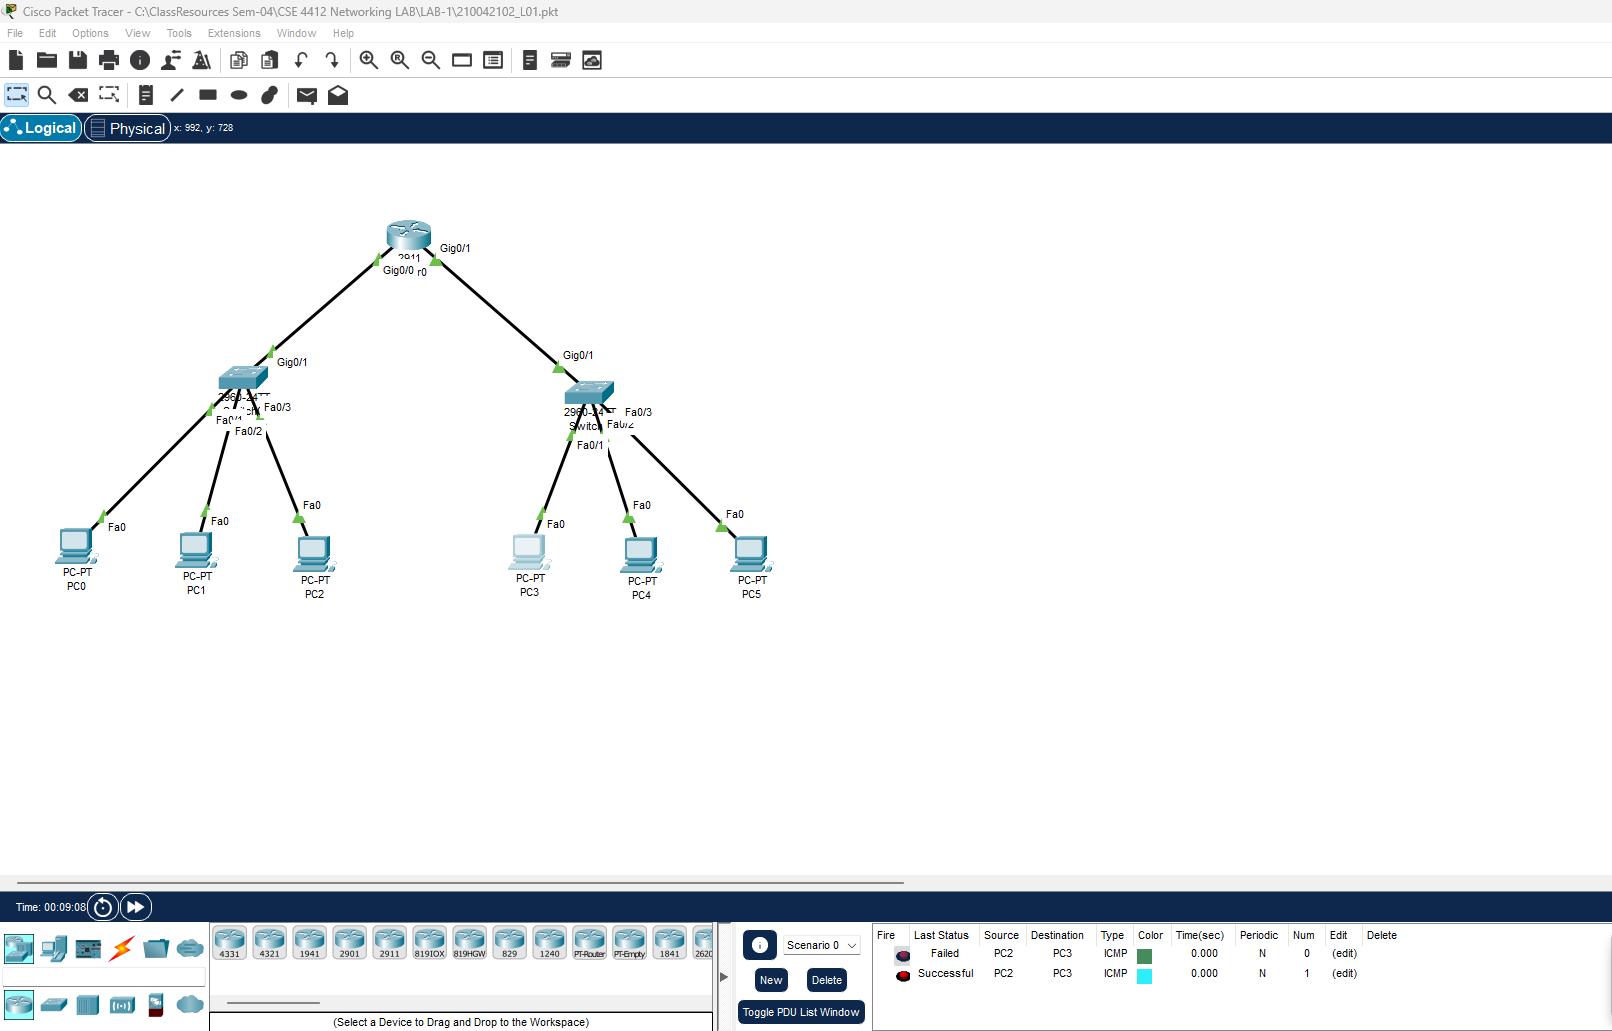 Cisco Packet Tracer - C:\ClassResources Sem-04\CSE 4412 Networking LAB\LAB-1\210042102_L01.pkt
File Edit Options View Tools Extensions Window Help
Logical Physical x: 992, y: 728
Gig0/1
2911
Gig0/0 r0
Gig0/1
Gig0/1
2960-24TT
Fa0/3
Fa0/1
Fa0/2
2960-24TT
Fa0/3
Switch
Fa0/2
Fa0/1
Fa0
Fa0
Fa0
Fa0
Fa0
Fa0
PC-PT
PC0
PC-PT
PC1
PC-PT
PC2
PC-PT
PC3
PC-PT
PC4
PC-PT
PC5
Time: 00:09:08
4331 4321 1941 2901 2911 819IOX 819HGW 829 1240 PT-Router PT-Empty 1841 2620
(Select a Device to Drag and Drop to the Workspace)
Scenario 0
New Delete
Toggle PDU List Window
Fire Last Status Source Destination Type Color Time(sec) Periodic Num Edit Delete
Failed PC2 PC3 ICMP 0.000 N 0 (edit)
Successful PC2 PC3 ICMP 0.000 N 1 (edit)